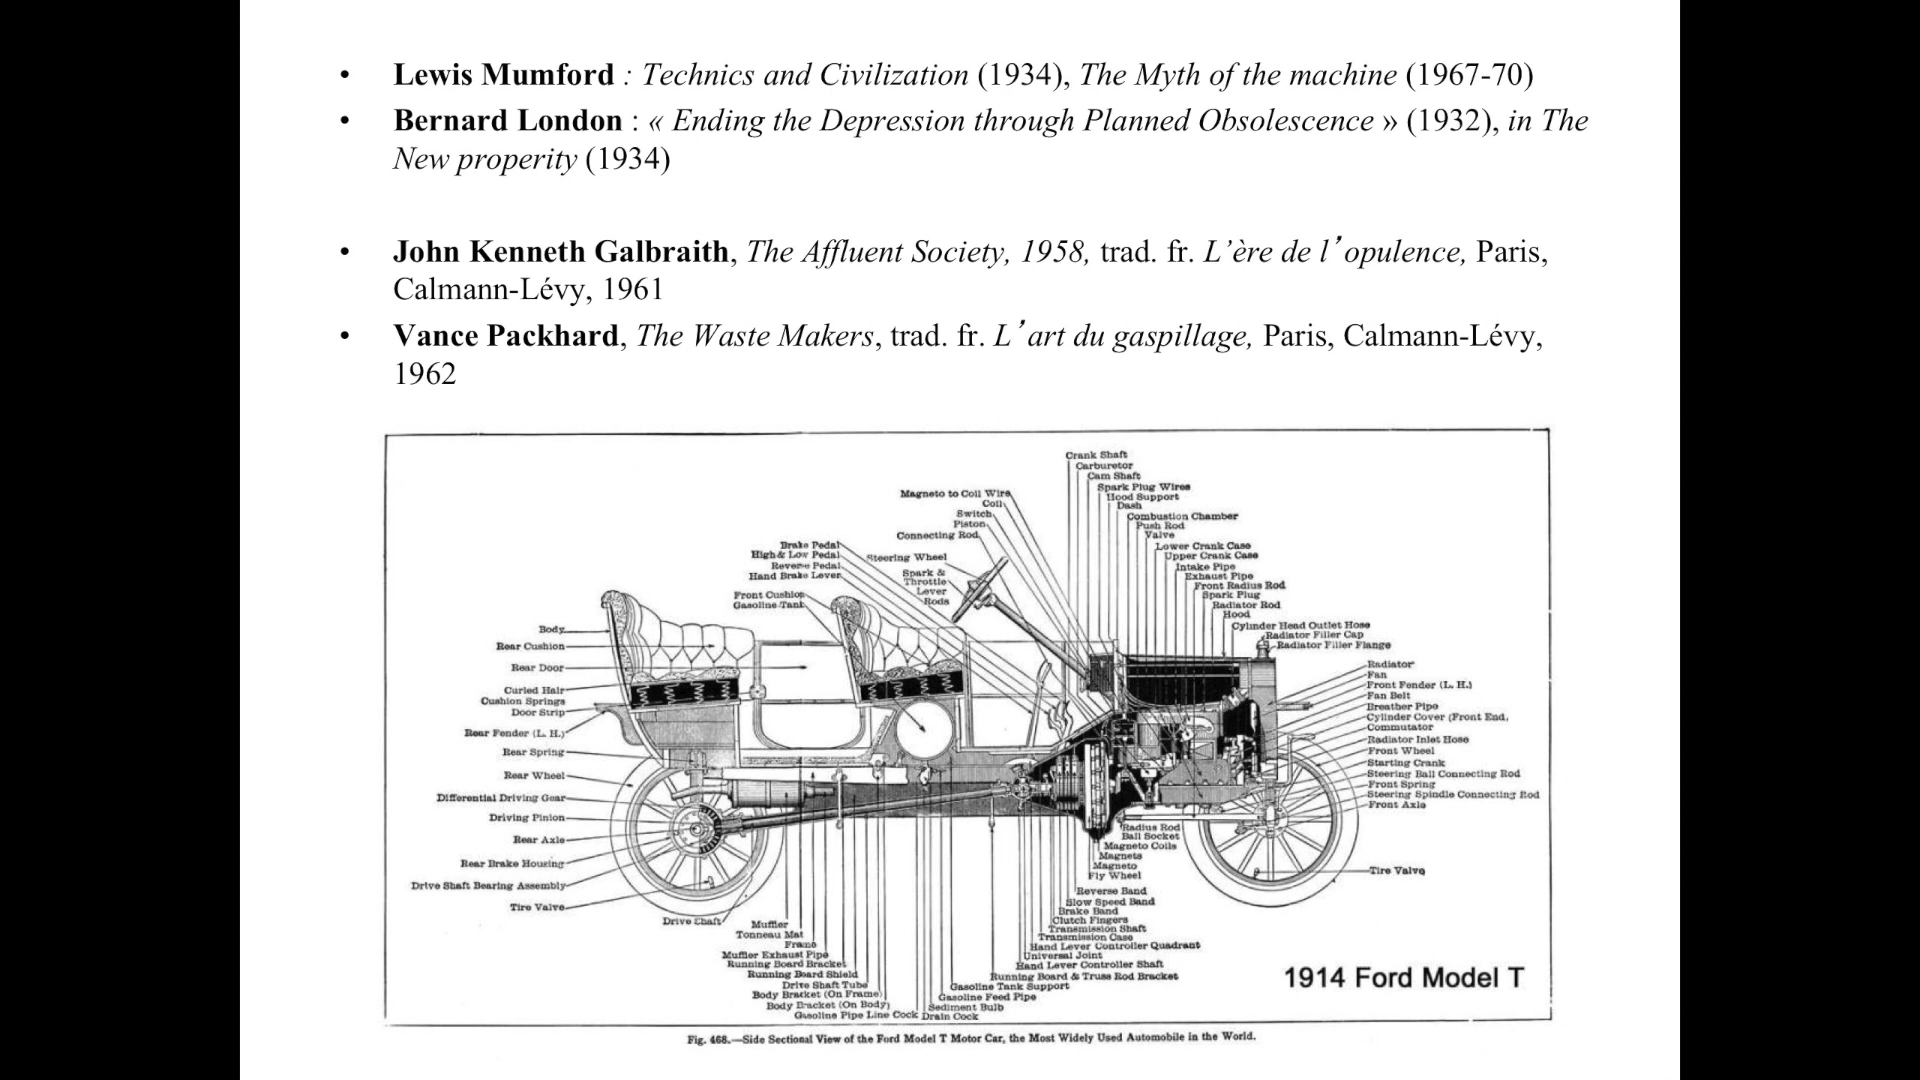 • Lewis Mumford : Technics and Civilization (1934), The Myth of the machine (1967-70)
• Bernard London : « Ending the Depression through Planned Obsolescence » (1932), in The
New properity (1934)
• John Kenneth Galbraith, The Affluent Society, 1958, trad. fr. L’ère de l’opulence, Paris,
Calmann-Lévy, 1961
• Vance Packhard, The Waste Makers, trad. fr. L’art du gaspillage, Paris, Calmann-Lévy,
1962
Crank Shaft
Carburetor
Cam Shaft
Spark Plug Wires
Hood Support
Dash
Combustion Chamber
Push Rod
Valve
Lower Crank Case
Upper Crank Case
Intake Pipe
Exhaust Pipe
Front Radius Rod
Spark Plug
Radiator Rod
Hood
Cylinder Head Outlet Hose
Radiator Filler Cap
Radiator Filler Flange
Magneto to Coil Wire
Coil
Switch
Piston
Connecting Rod
Steering Wheel
Spark &
Throttle
Lever
Rods
Brake Pedal
High & Low Pedal
Reverse Pedal
Hand Brake Lever
Front Cushion
Gasoline Tank
Body
Rear Cushion
Rear Door
Curled Hair
Cushion Springs
Door Strip
Rear Fender (L. H.)
Rear Spring
Rear Wheel
Differential Driving Gear
Driving Pinion
Rear Axle
Rear Brake Housing
Drive Shaft Bearing Assembly
Tire Valve
Radiator
Fan
Front Fender (L. H.)
Fan Belt
Breather Pipe
Cylinder Cover (Front End,
Commutator
Radiator Inlet Hose
Front Wheel
Starting Crank
Steering Ball Connecting Rod
Front Spring
Steering Spindle Connecting Rod
Front Axle
Tire Valve
Radius Rod
Ball Socket
Magneto Coils
Magnets
Magneto
Fly Wheel
Reverse Band
Slow Speed Band
Brake Band
Clutch Fingers
Transmission Shaft
Transmission Case
Hand Lever Controller Quadrant
Universal Joint
Hand Lever Controller Shaft
Running Board & Truss Rod Bracket
Gasoline Tank Support
Gasoline Feed Pipe
Sediment Bulb
Drain Cock
Drive Shaft
Muffler
Tonneau Mat
Frame
Muffler Exhaust Pipe
Running Board Bracket
Running Board Shield
Drive Shaft Tube
Body Bracket (On Frame)
Body Bracket (On Body)
Gasoline Pipe Line Cock
1914 Ford Model T
Fig. 468.—Side Sectional View of the Ford Model T Motor Car, the Most Widely Used Automobile in the World.